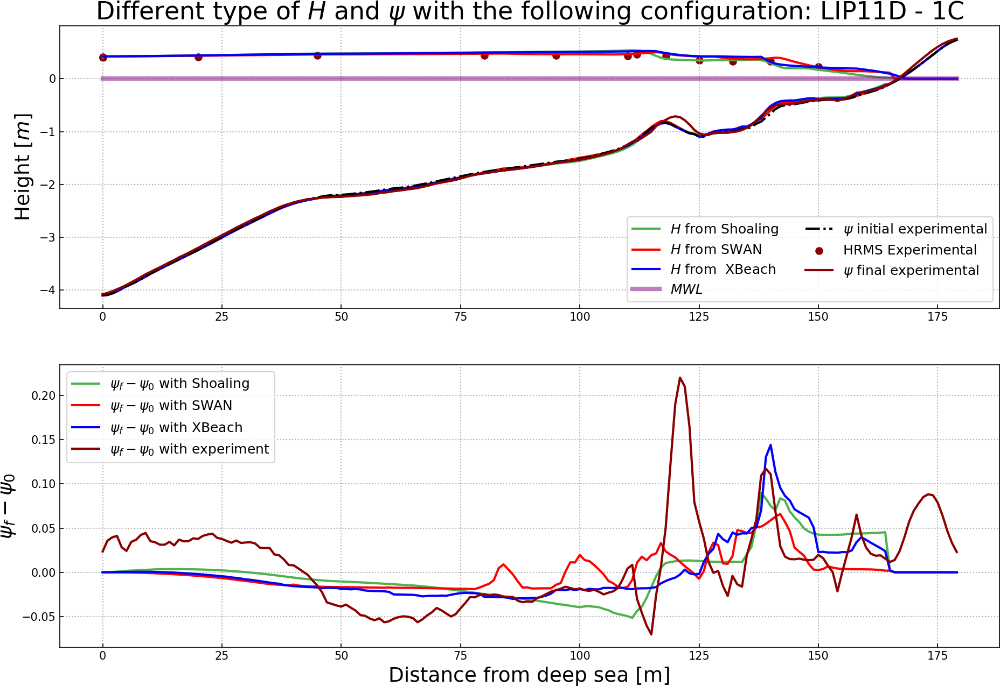 Different type of H and ψ with the following configuration: LIP11D - 1C
Height [m]
0
−1
−2
−3
−4
H from Shoaling
H from SWAN
H from  XBeach
MWL
ψ initial experimental
HRMS Experimental
ψ final experimental
0 25 50 75 100 125 150 175
ψf − ψ0
0.20
0.15
0.10
0.05
0.00
−0.05
ψf − ψ0 with Shoaling
ψf − ψ0 with SWAN
ψf − ψ0 with XBeach
ψf − ψ0 with experiment
0 25 50 75 100 125 150 175
Distance from deep sea [m]